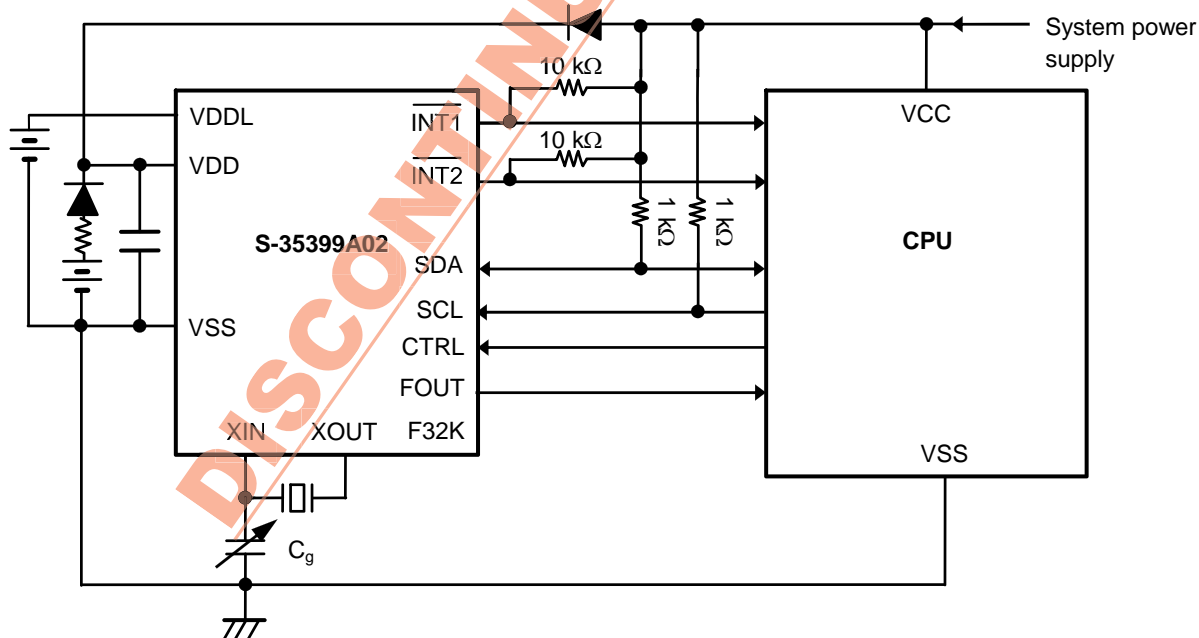 System power
supply
10 kΩ
VDDL
INT1
VCC
10 kΩ
VDD
INT2
1 kΩ
1 kΩ
S-35399A02
CPU
SDA
SCL
VSS
CTRL
FOUT
XIN XOUT F32K
VSS
Cg
DISCONTINU